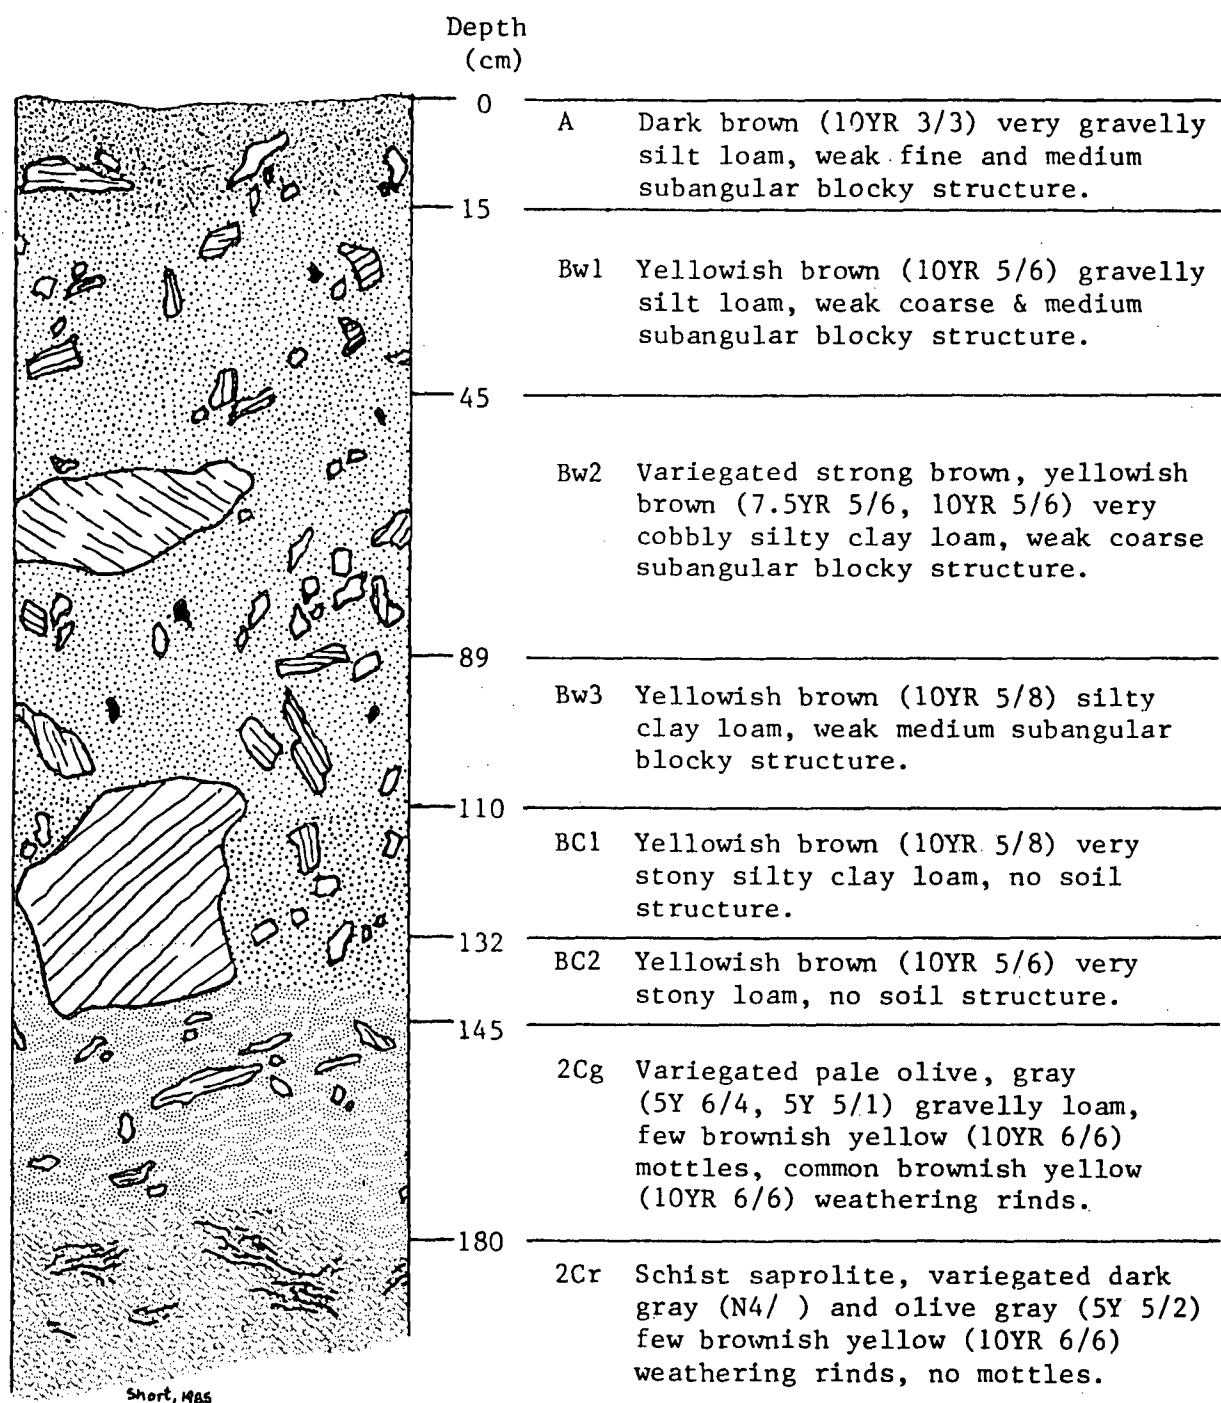 Depth
(cm)
0
A Dark brown (10YR 3/3) very gravelly
silt loam, weak fine and medium
subangular blocky structure.
15
Bw1 Yellowish brown (10YR 5/6) gravelly
silt loam, weak coarse & medium
subangular blocky structure.
45
Bw2 Variegated strong brown, yellowish
brown (7.5YR 5/6, 10YR 5/6) very
cobbly silty clay loam, weak coarse
subangular blocky structure.
89
Bw3 Yellowish brown (10YR 5/8) silty
clay loam, weak medium subangular
blocky structure.
110
BC1 Yellowish brown (10YR 5/8) very
stony silty clay loam, no soil
structure.
132
BC2 Yellowish brown (10YR 5/6) very
stony loam, no soil structure.
145
2Cg Variegated pale olive, gray
(5Y 6/4, 5Y 5/1) gravelly loam,
few brownish yellow (10YR 6/6)
mottles, common brownish yellow
(10YR 6/6) weathering rinds.
180
2Cr Schist saprolite, variegated dark
gray (N4/ ) and olive gray (5Y 5/2)
few brownish yellow (10YR 6/6)
weathering rinds, no mottles.
Short, 1985